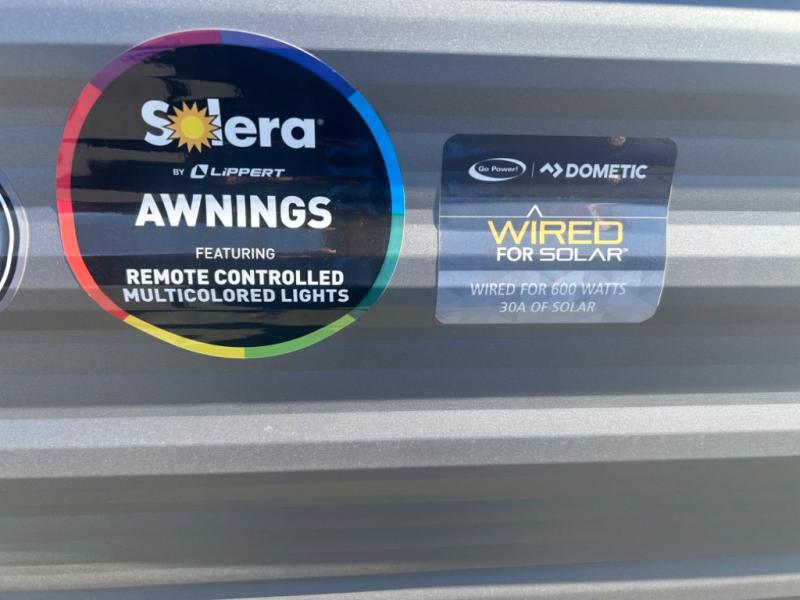 Solera
BY LiPPERT
AWNINGS
FEATURING
REMOTE CONTROLLED
MULTICOLORED LIGHTS
Go Power! | DOMETIC
WIRED
FOR SOLAR™
WIRED FOR 600 WATTS
30A OF SOLAR